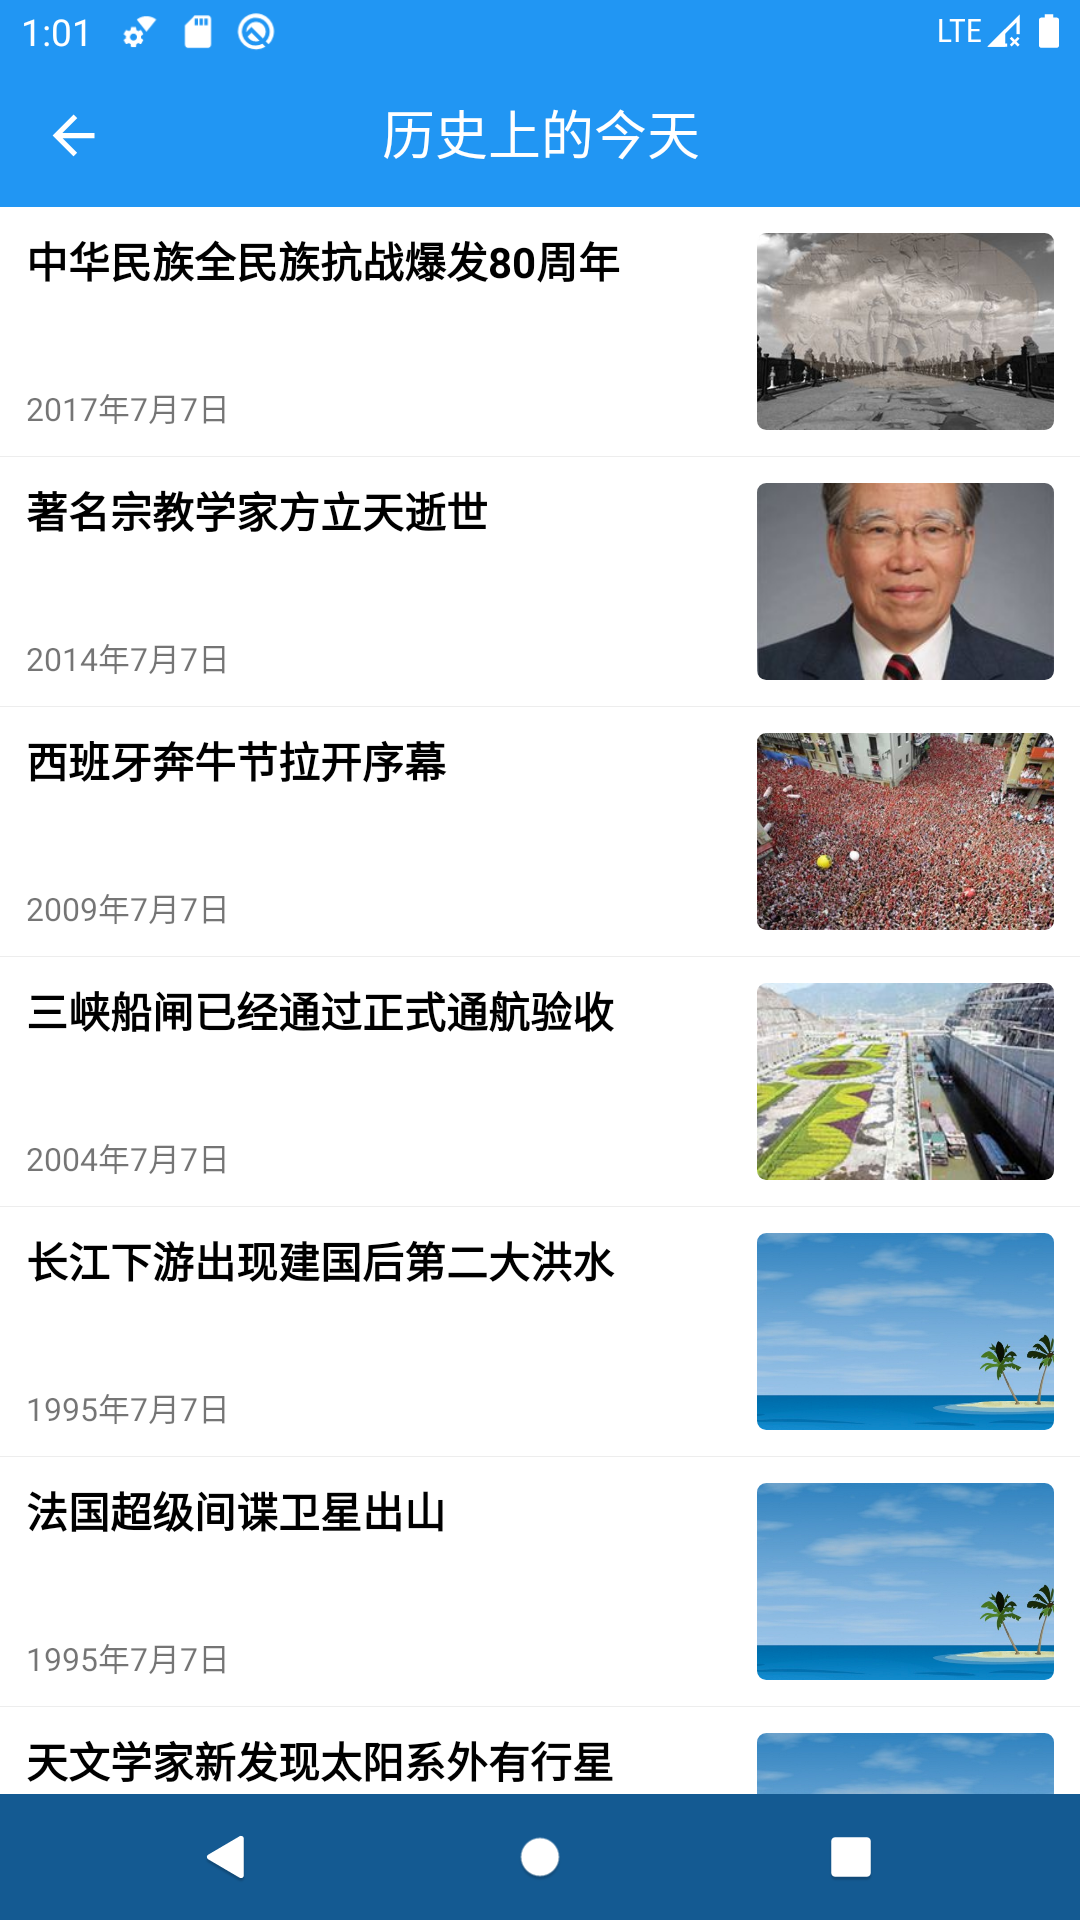 1:01
LTE
历史上的今天
中华民族全民族抗战爆发80周年
2017年7月7日
著名宗教学家方立天逝世
2014年7月7日
西班牙奔牛节拉开序幕
2009年7月7日
三峡船闸已经通过正式通航验收
2004年7月7日
长江下游出现建国后第二大洪水
1995年7月7日
法国超级间谍卫星出山
1995年7月7日
天文学家新发现太阳系外有行星